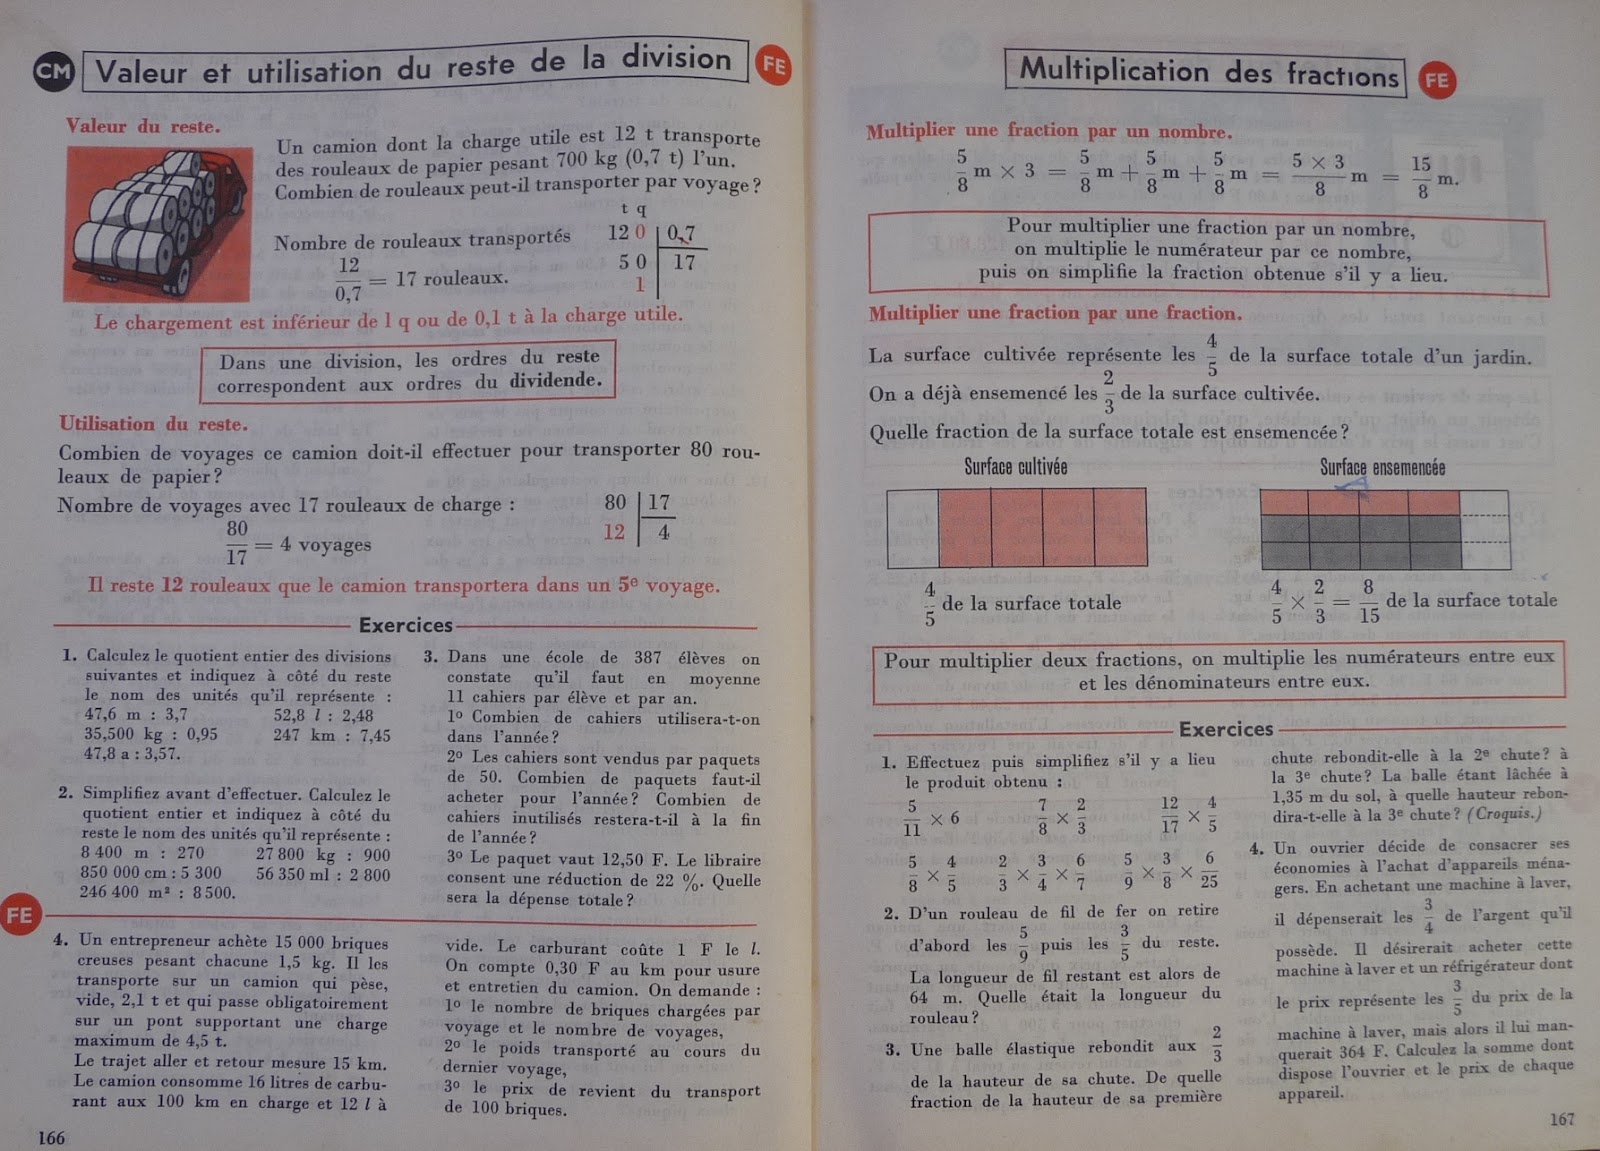 CM Valeur et utilisation du reste de la division FE
Valeur du reste.
Un camion dont la charge utile est 12 t transporte
des rouleaux de papier pesant 700 kg (0,7 t) l'un.
Combien de rouleaux peut-il transporter par voyage ?
t q
Nombre de rouleaux transportés
12 0 | 0,7
5 0 | 17
1
12/0,7 = 17 rouleaux.
Le chargement est inférieur de 1 q ou de 0,1 t à la charge utile.
Dans une division, les ordres du reste
correspondent aux ordres du dividende.
Utilisation du reste.
Combien de voyages ce camion doit-il effectuer pour transporter 80 rou-
leaux de papier ?
Nombre de voyages avec 17 rouleaux de charge :
80 | 17
12 | 4
80/17 = 4 voyages
Il reste 12 rouleaux que le camion transportera dans un 5e voyage.
Exercices
1. Calculez le quotient entier des divisions
suivantes et indiquez à côté du reste
le nom des unités qu'il représente :
47,6 m : 3,7 52,8 l : 2,48
35,500 kg : 0,95 247 km : 7,45
47,8 a : 3,57.
2. Simplifiez avant d'effectuer. Calculez le
quotient entier et indiquez à côté du
reste le nom des unités qu'il représente :
8 400 m : 270 27 800 kg : 900
850 000 cm : 5 300 56 350 ml : 2 800
246 400 m² : 8 500.
3. Dans une école de 387 élèves on
constate qu'il faut en moyenne
11 cahiers par élève et par an.
1º Combien de cahiers utilisera-t-on
dans l'année ?
2º Les cahiers sont vendus par paquets
de 50. Combien de paquets faut-il
acheter pour l'année ? Combien de
cahiers inutilisés restera-t-il à la fin
de l'année ?
3º Le paquet vaut 12,50 F. Le libraire
consent une réduction de 22 %. Quelle
sera la dépense totale ?
FE
4. Un entrepreneur achète 15 000 briques
creuses pesant chacune 1,5 kg. Il les
transporte sur un camion qui pèse,
vide, 2,1 t et qui passe obligatoirement
sur un pont supportant une charge
maximum de 4,5 t.
Le trajet aller et retour mesure 15 km.
Le camion consomme 16 litres de carbu-
rant aux 100 km en charge et 12 l à
vide. Le carburant coûte 1 F le l.
On compte 0,30 F au km pour usure
et entretien du camion. On demande :
1º le nombre de briques chargées par
voyage et le nombre de voyages,
2º le poids transporté au cours du
dernier voyage,
3º le prix de revient du transport
de 100 briques.
166
Multiplication des fractions FE
Multiplier une fraction par un nombre.
5/8 m × 3 = 5/8 m + 5/8 m + 5/8 m = 5 × 3/8 m = 15/8 m.
Pour multiplier une fraction par un nombre,
on multiplie le numérateur par ce nombre,
puis on simplifie la fraction obtenue s'il y a lieu.
Multiplier une fraction par une fraction.
La surface cultivée représente les 4/5 de la surface totale d'un jardin.
On a déjà ensemencé les 2/3 de la surface cultivée.
Quelle fraction de la surface totale est ensemencée ?
Surface cultivée Surface ensemencée
4/5 de la surface totale
4/5 × 2/3 = 8/15 de la surface totale
Pour multiplier deux fractions, on multiplie les numérateurs entre eux
et les dénominateurs entre eux.
Exercices
1. Effectuez puis simplifiez s'il y a lieu
le produit obtenu :
5/11 × 6 7/8 × 2/3 12/17 × 4/5
5/8 × 4/5 2/3 × 3/4 × 6/7 5/9 × 3/8 × 6/25
2. D'un rouleau de fil de fer on retire
d'abord les 5/9 puis les 3/5 du reste.
La longueur de fil restant est alors de
64 m. Quelle était la longueur du
rouleau ?
3. Une balle élastique rebondit aux 2/3
de la hauteur de sa chute. De quelle
fraction de la hauteur de sa première
chute rebondit-elle à la 2e chute ? à
la 3e chute ? La balle étant lâchée à
1,35 m du sol, à quelle hauteur rebon-
dira-t-elle à la 3e chute ? (Croquis.)
4. Un ouvrier décide de consacrer ses
économies à l'achat d'appareils ména-
gers. En achetant une machine à laver,
il dépenserait les 3/4 de l'argent qu'il
possède. Il désirerait acheter cette
machine à laver et un réfrigérateur dont
le prix représente les 3/5 du prix de la
machine à laver, mais alors il lui man-
querait 364 F. Calculez la somme dont
dispose l'ouvrier et le prix de chaque
appareil.
167